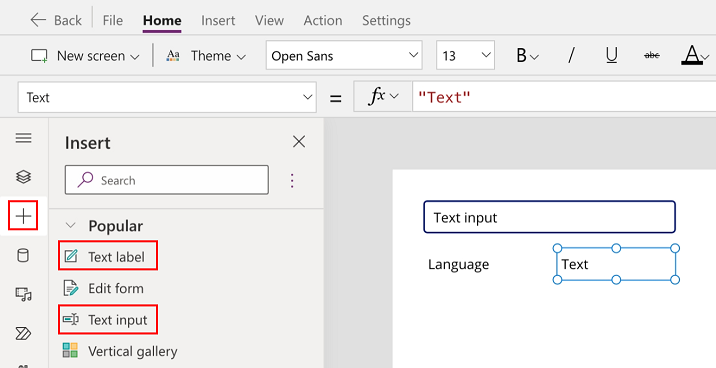 Back File Home Insert View Action Settings
New screen Aa Theme Open Sans 13 B / U abc A
Text = fx "Text"
Insert
Search
Popular
Text label
Edit form
Text input
Vertical gallery
Text input
Language Text